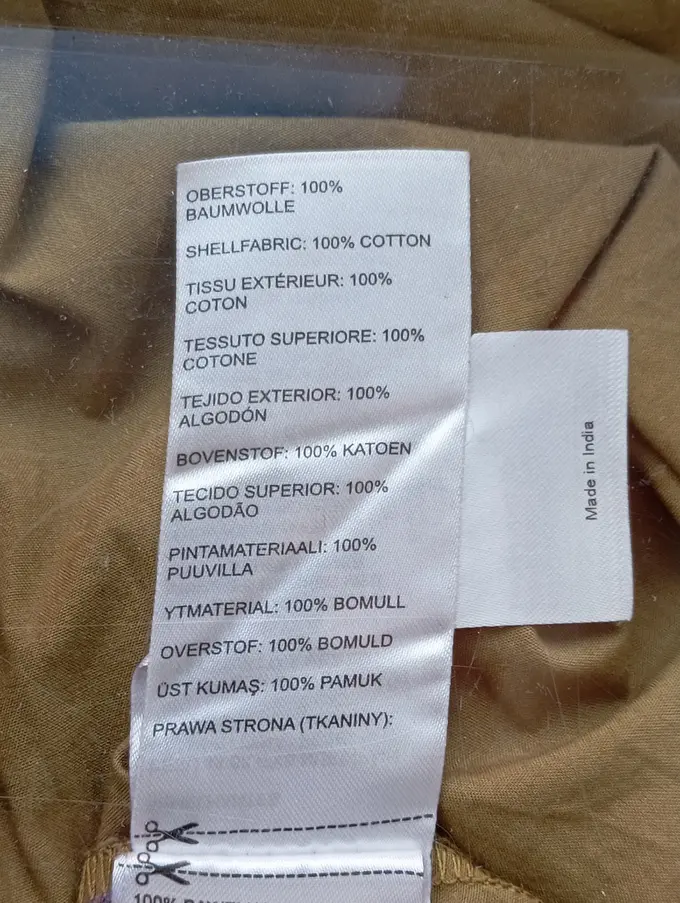 OBERSTOFF: 100%
BAUMWOLLE
SHELLFABRIC: 100% COTTON
TISSU EXTÉRIEUR: 100%
COTON
TESSUTO SUPERIORE: 100%
COTONE
TEJIDO EXTERIOR: 100%
ALGODÓN
BOVENSTOF: 100% KATOEN
TECIDO SUPERIOR: 100%
ALGODÃO
PINTAMATERIAALI: 100%
PUUVILLA
YTMATERIAL: 100% BOMULL
OVERSTOF: 100% BOMULD
ÜST KUMAŞ: 100% PAMUK
PRAWA STRONA (TKANINY):
100%
Made in India